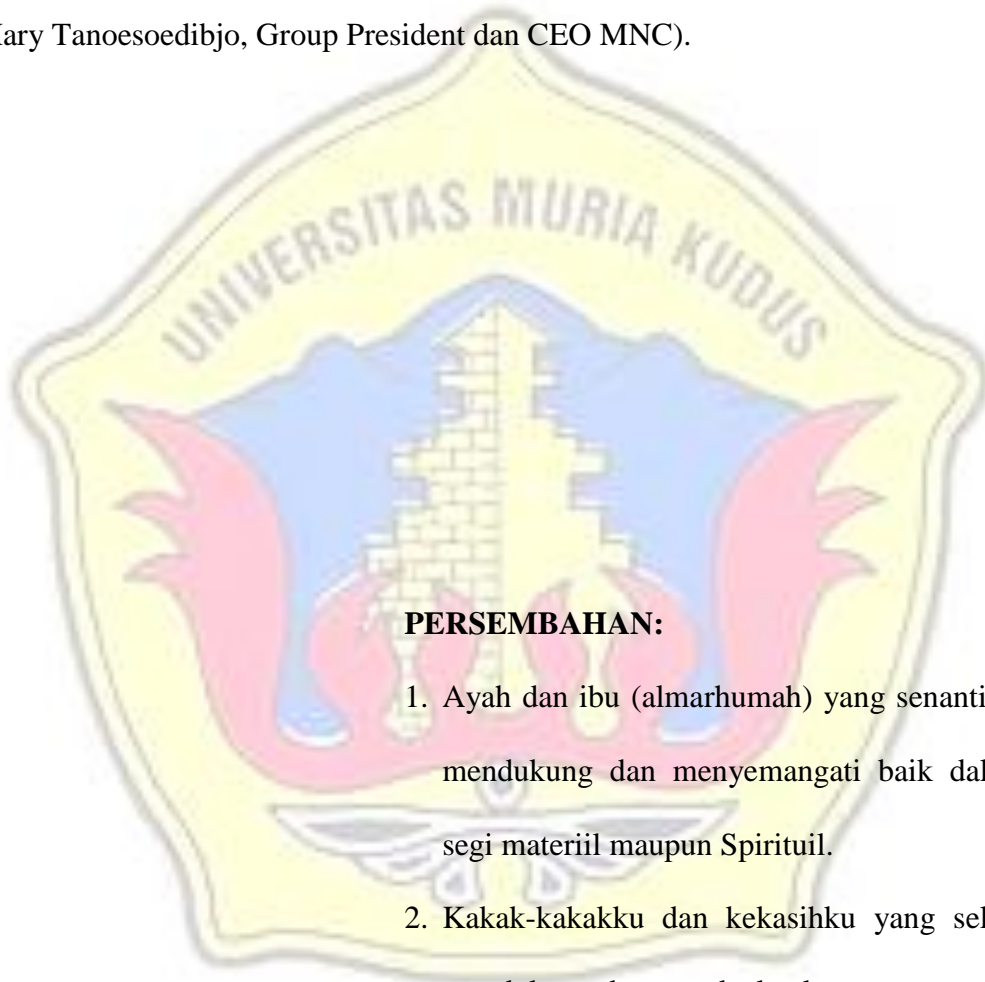 ary Tanoesoedibjo, Group President dan CEO MNC).
UNIVERSITAS MURIA KUDUS
PERSEMBAHAN:
1. Ayah dan ibu (almarhumah) yang senanti
mendukung dan menyemangati baik dal
segi materiil maupun Spirituil.
2. Kakak-kakakku dan kekasihku yang sel